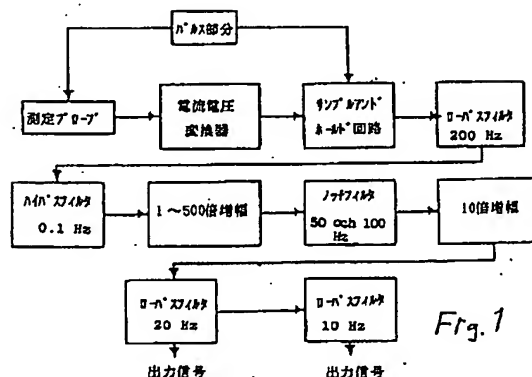 パルス部分
測定プローブ
電流電圧
変換器
サンプルアンド
ホールド回路
ローパスフィルタ
200 Hz
ハイパスフィルタ
0.1 Hz
1～500倍増幅
ノッチフィルタ
50 och 100
Hz
10倍増幅
ローパスフィルタ
20 Hz
ローパスフィルタ
10 Hz
Fig. 1
出力信号
出力信号